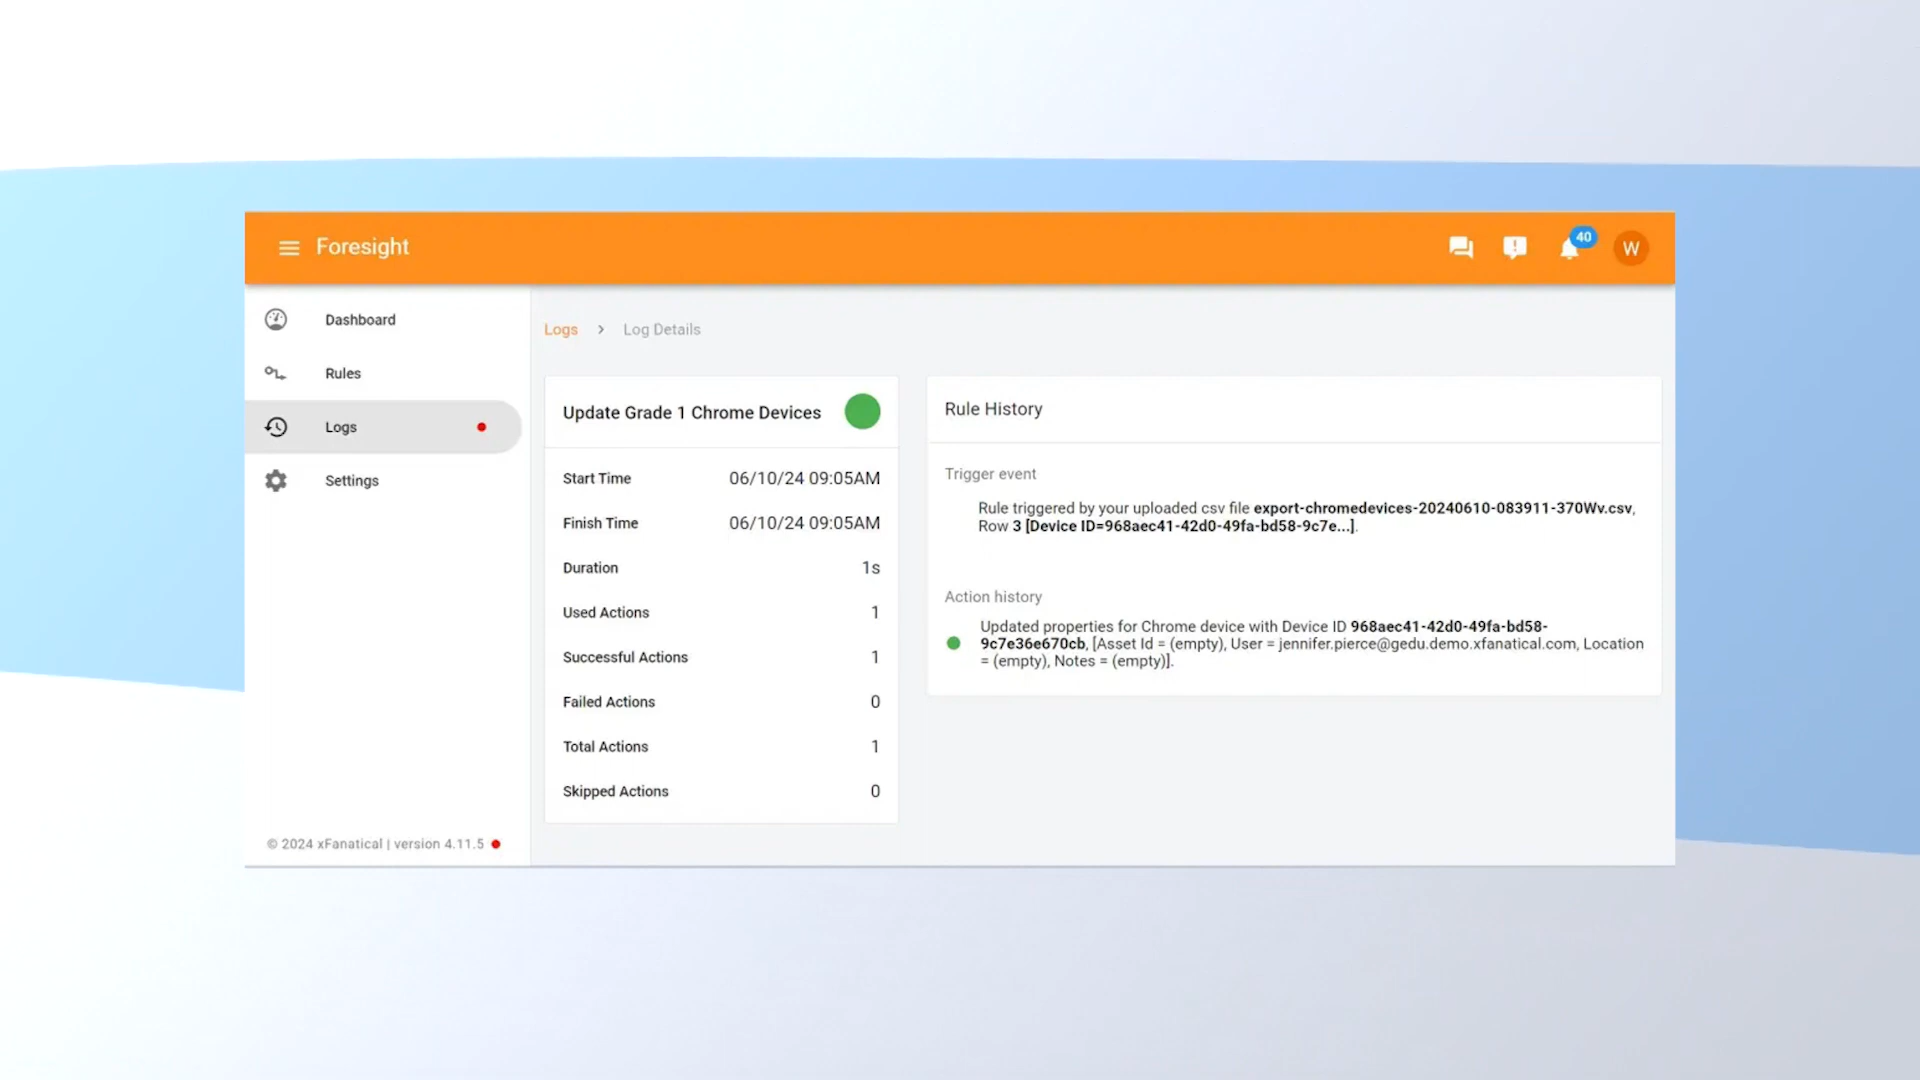 Foresight
40
W
Dashboard
Rules
Logs
Settings
© 2024 xFanatical | version 4.11.5
Logs > Log Details
Update Grade 1 Chrome Devices
Start Time 06/10/24 09:05AM
Finish Time 06/10/24 09:05AM
Duration 1s
Used Actions 1
Successful Actions 1
Failed Actions 0
Total Actions 1
Skipped Actions 0
Rule History
Trigger event
Rule triggered by your uploaded csv file export-chromedevices-20240610-083911-370Wv.csv,
Row 3 [Device ID=968aec41-42d0-49fa-bd58-9c7e...].
Action history
Updated properties for Chrome device with Device ID 968aec41-42d0-49fa-bd58-
9c7e36e670cb, [Asset Id = (empty), User = jennifer.pierce@gedu.demo.xfanatical.com, Location
= (empty), Notes = (empty)].